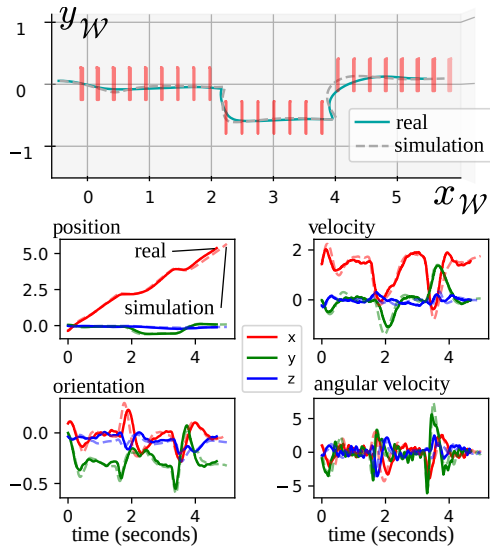 y_W
1
0
−1
0 1 2 3 4 5
real
simulation
x_W
position
velocity
5.0
2.5
0.0
real
simulation
0 2 4
2
0
0 2 4
x
y
z
orientation
angular velocity
0.0
−0.5
0 2 4
time (seconds)
5
0
−5
0 2 4
time (seconds)